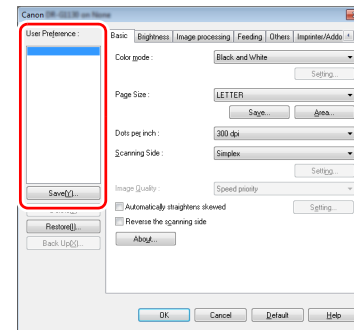 Canon on None
User Preference :
Save(Y)...
Restore(J)...
Back Up(X)...
Basic Brightness Image processing Feeding Others Imprinter/Addo
Color mode : Black and White
Setting...
Page Size : LETTER
Save... Area...
Dots per inch : 300 dpi
Scanning Side : Simplex
Setting...
Image Quality : Speed priority
Automatically straightens skewed Setting...
Reverse the scanning side
About...
OK Cancel Default Help